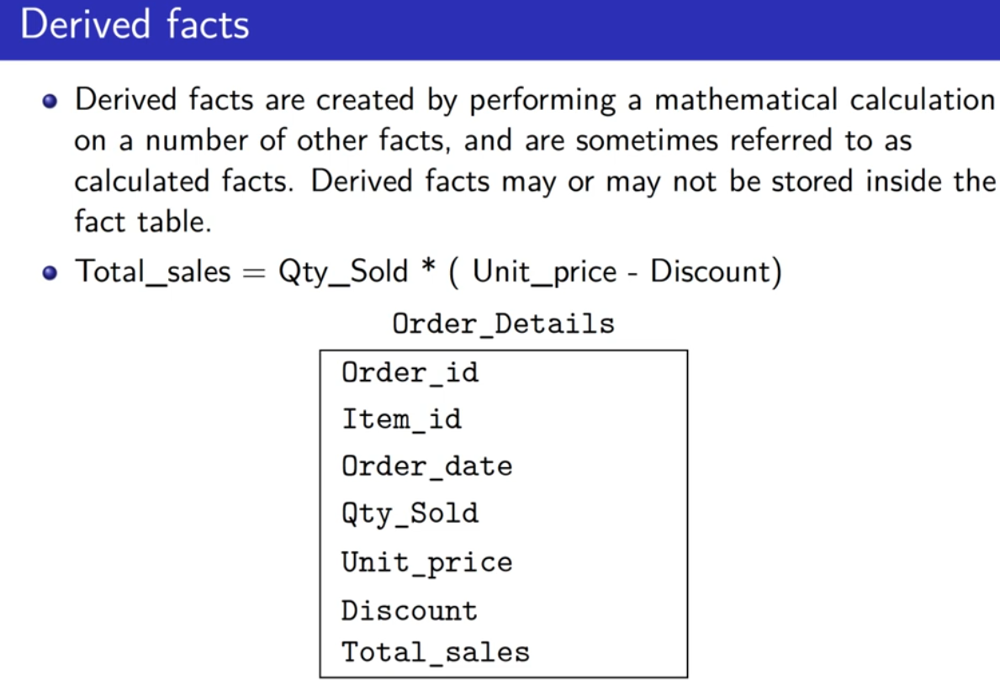 Derived facts
Derived facts are created by performing a mathematical calculation
on a number of other facts, and are sometimes referred to as
calculated facts. Derived facts may or may not be stored inside the
fact table.
Total_sales = Qty_Sold * ( Unit_price - Discount)
Order_Details
Order_id
Item_id
Order_date
Qty_Sold
Unit_price
Discount
Total_sales